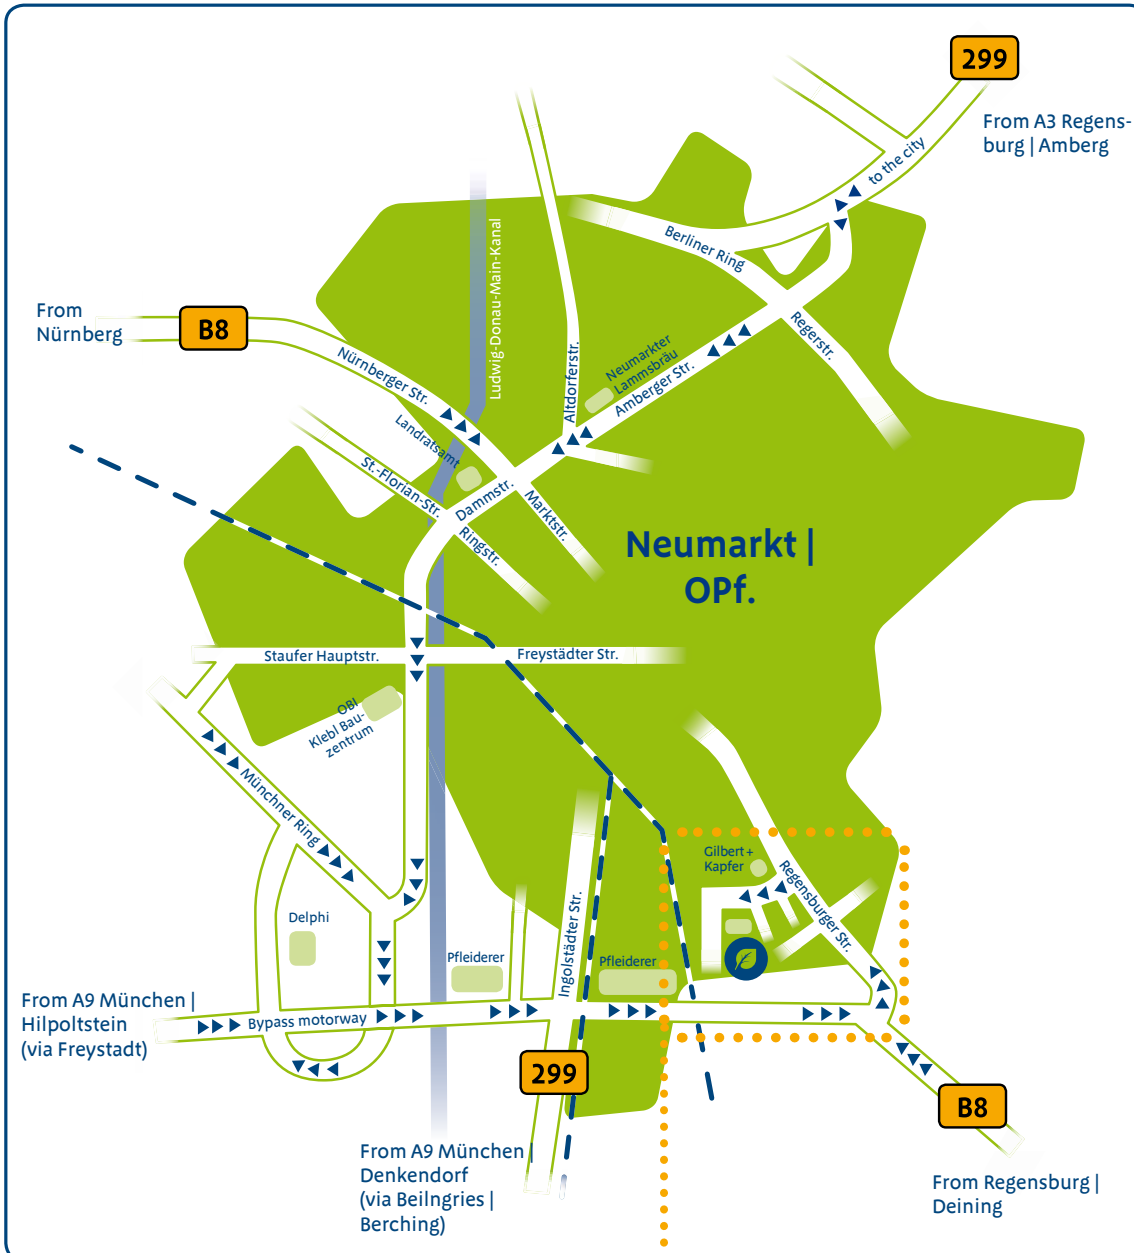 299
From A3 Regens-
burg | Amberg
to the city
Berliner Ring
Ludwig-Donau-Main-Kanal
From
Nürnberg
B8
Nürnberger Str.
Altdorferstr.
Neumarkter
Lammsbräu
Amberger Str.
Regerstr.
Landratsamt
St.-Florian-Str.
Dammstr.
Marktstr.
Ringstr.
Neumarkt |
OPf.
Staufer Hauptstr.
Freystädter Str.
OBI
Klebl Bau-
zentrum
Münchner Ring
Gilbert +
Kapfer
Regensburger Str.
Delphi
Pfleiderer
Ingolstädter Str.
Pfleiderer
From A9 München |
Hilpoltstein
(via Freystadt)
Bypass motorway
299
B8
From A9 München |
Denkendorf
(via Beilngries |
Berching)
From Regensburg |
Deining